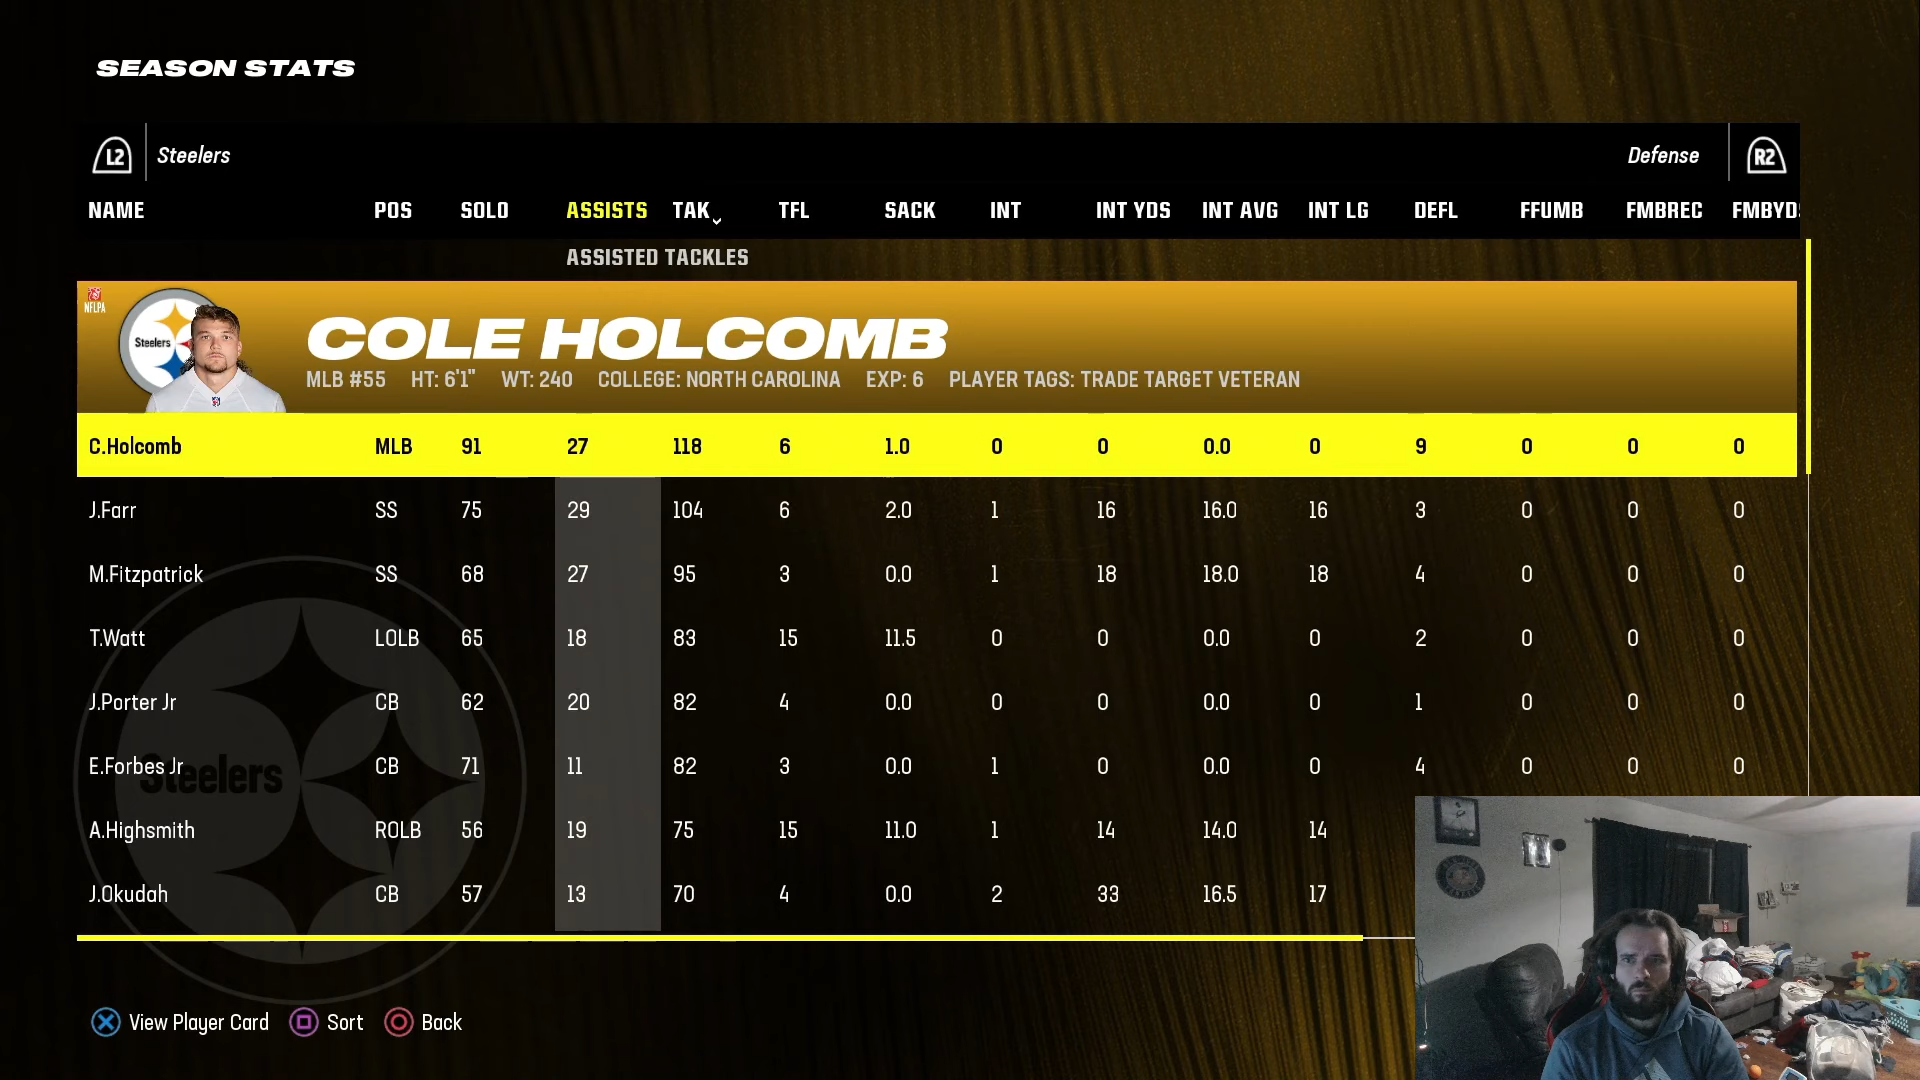 SEASON STATS
L2 Steelers Defense R2
NAME POS SOLO ASSISTS TAK TFL SACK INT INT YDS INT AVG INT LG DEFL FFUMB FMBREC FMBYDS
ASSISTED TACKLES
NFLPA
Steelers
COLE HOLCOMB
MLB #55 HT: 6'1" WT: 240 COLLEGE: NORTH CAROLINA EXP: 6 PLAYER TAGS: TRADE TARGET VETERAN
C.Holcomb MLB 91 27 118 6 1.0 0 0 0.0 0 9 0 0 0
J.Farr SS 75 29 104 6 2.0 1 16 16.0 16 3 0 0 0
M.Fitzpatrick SS 68 27 95 3 0.0 1 18 18.0 18 4 0 0 0
T.Watt LOLB 65 18 83 15 11.5 0 0 0.0 0 2 0 0 0
J.Porter Jr CB 62 20 82 4 0.0 0 0 0.0 0 1 0 0 0
E.Forbes Jr CB 71 11 82 3 0.0 1 0 0.0 0 4 0 0 0
Steelers
A.Highsmith ROLB 56 19 75 15 11.0 1 14 14.0 14
J.Okudah CB 57 13 70 4 0.0 2 33 16.5 17
View Player Card Sort Back